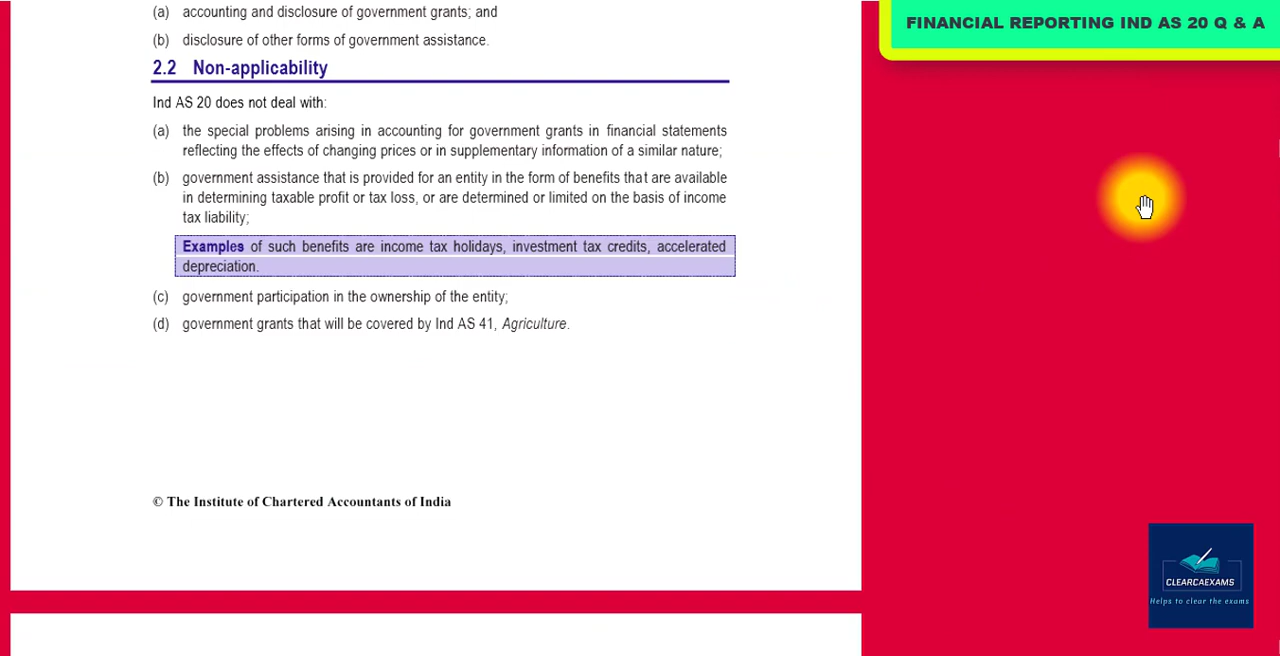 (a) accounting and disclosure of government grants; and
(b) disclosure of other forms of government assistance.
2.2 Non-applicability
Ind AS 20 does not deal with:
(a) the special problems arising in accounting for government grants in financial statements
reflecting the effects of changing prices or in supplementary information of a similar nature;
(b) government assistance that is provided for an entity in the form of benefits that are available
in determining taxable profit or tax loss, or are determined or limited on the basis of income
tax liability;
Examples of such benefits are income tax holidays, investment tax credits, accelerated
depreciation.
(c) government participation in the ownership of the entity;
(d) government grants that will be covered by Ind AS 41, Agriculture.
© The Institute of Chartered Accountants of India
FINANCIAL REPORTING IND AS 20 Q & A
CLEARCAEXAMS
Helps to clear the exams